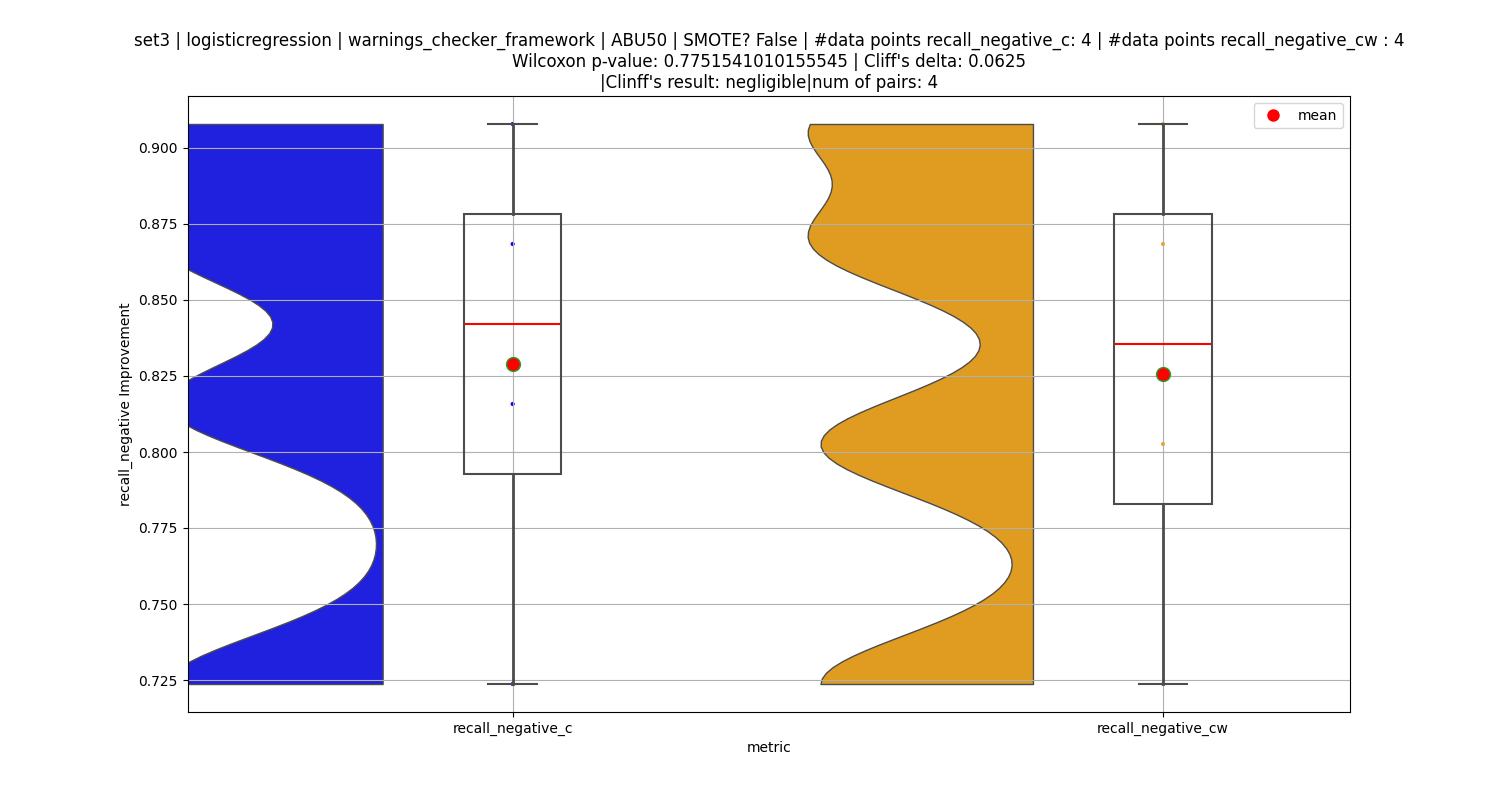 set3 | logisticregression | warnings_checker_framework | ABU50 | SMOTE? False | #data points recall_negative_c: 4 | #data points recall_negative_cw : 4
Wilcoxon p-value: 0.7751541010155545 | Cliff's delta: 0.0625
|Clinff's result: negligible|num of pairs: 4
mean
0.900
0.875
0.850
0.825
0.800
0.775
0.750
0.725
recall_negative Improvement
recall_negative_c
recall_negative_cw
metric